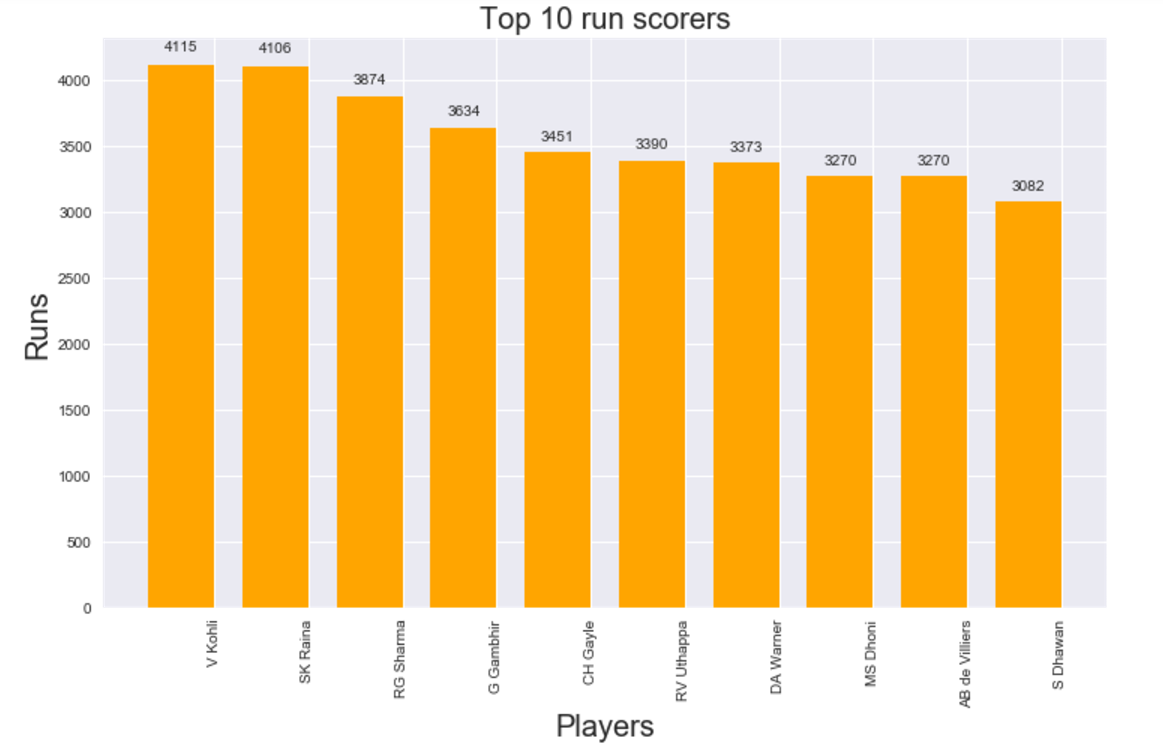 Top 10 run scorers
4115
4106
3874
3634
3451
3390
3373
3270
3270
3082
4000
3500
3000
2500
2000
1500
1000
500
0
Runs
V Kohli
SK Raina
RG Sharma
G Gambhir
CH Gayle
RV Uthappa
DA Warner
MS Dhoni
AB de Villiers
S Dhawan
Players